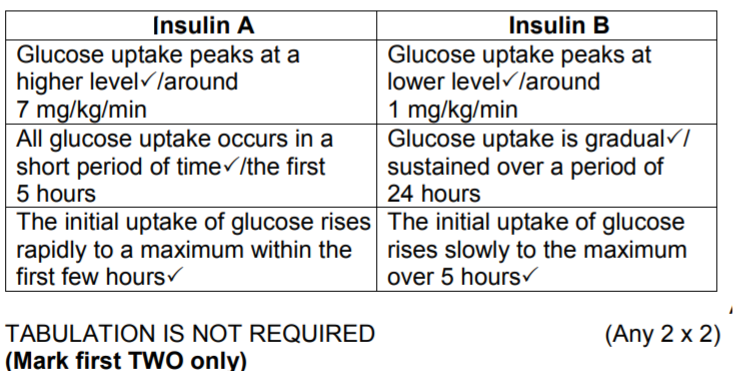 Insulin A
Insulin B
Glucose uptake peaks at a
higher level✓/around
7 mg/kg/min
Glucose uptake peaks at
lower level✓/around
1 mg/kg/min
All glucose uptake occurs in a
short period of time✓/the first
5 hours
Glucose uptake is gradual✓/
sustained over a period of
24 hours
The initial uptake of glucose rises
rapidly to a maximum within the
first few hours✓
The initial uptake of glucose
rises slowly to the maximum
over 5 hours✓
TABULATION IS NOT REQUIRED
(Any 2 x 2)
(Mark first TWO only)